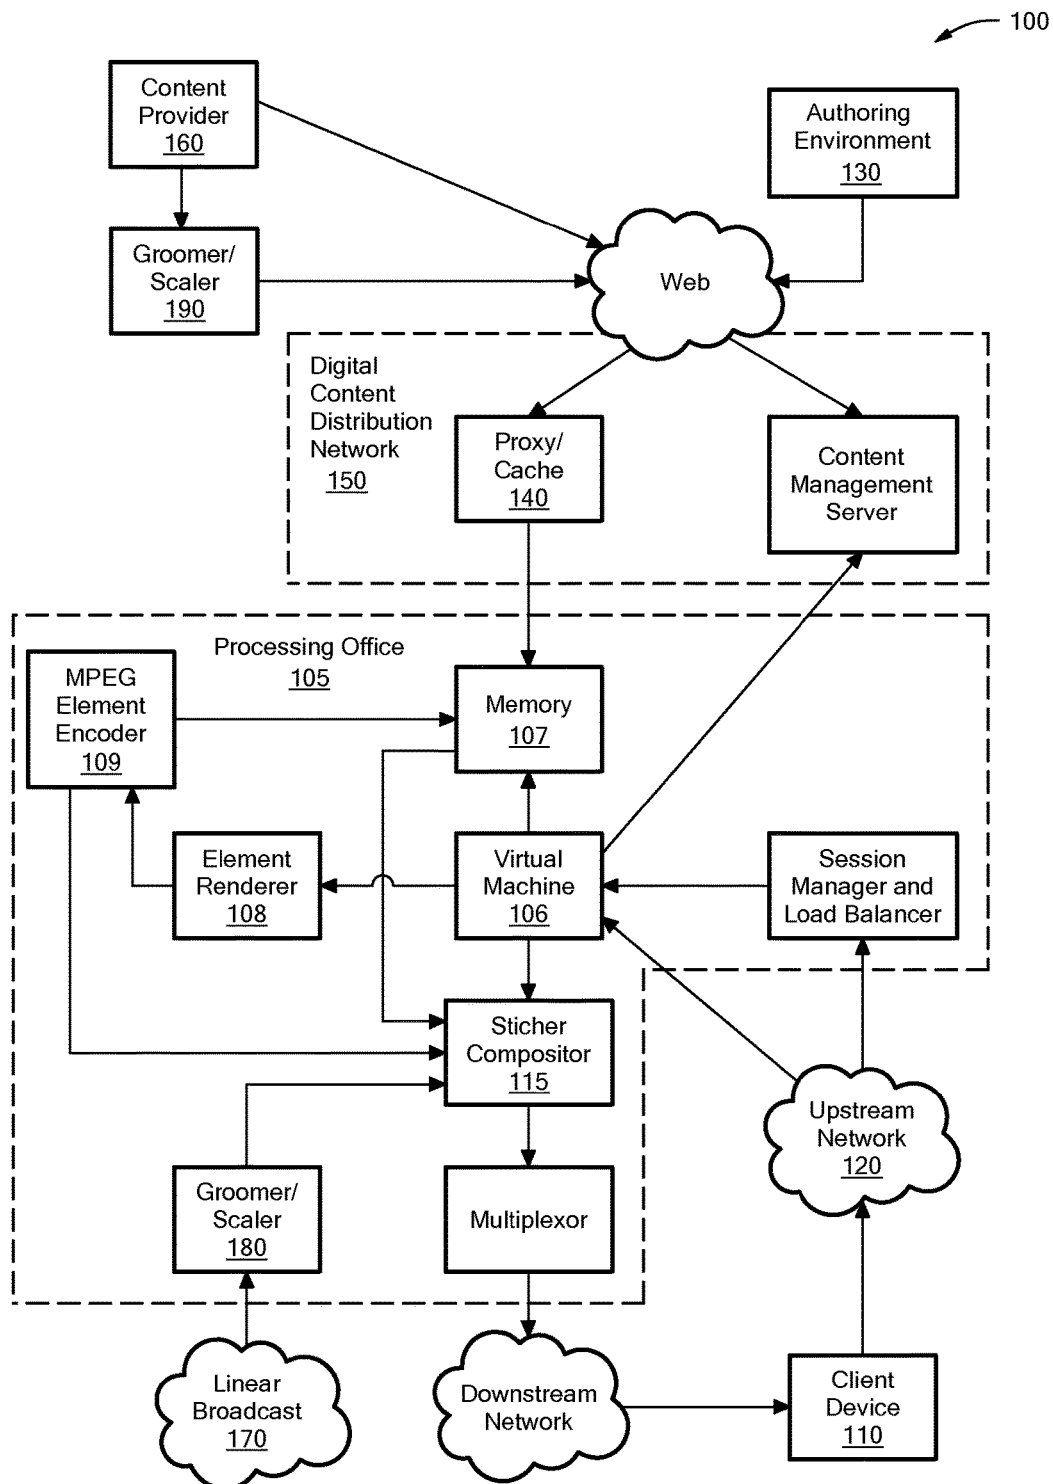 100
Content
Provider
160
Authoring
Environment
130
Groomer/
Scaler
190
Web
Digital
Content
Distribution
Network
150
Proxy/
Cache
140
Content
Management
Server
Processing Office
105
MPEG
Element
Encoder
109
Memory
107
Element
Renderer
108
Virtual
Machine
106
Session
Manager and
Load Balancer
Sticher
Compositor
115
Upstream
Network
120
Groomer/
Scaler
180
Multiplexor
Linear
Broadcast
170
Downstream
Network
Client
Device
110